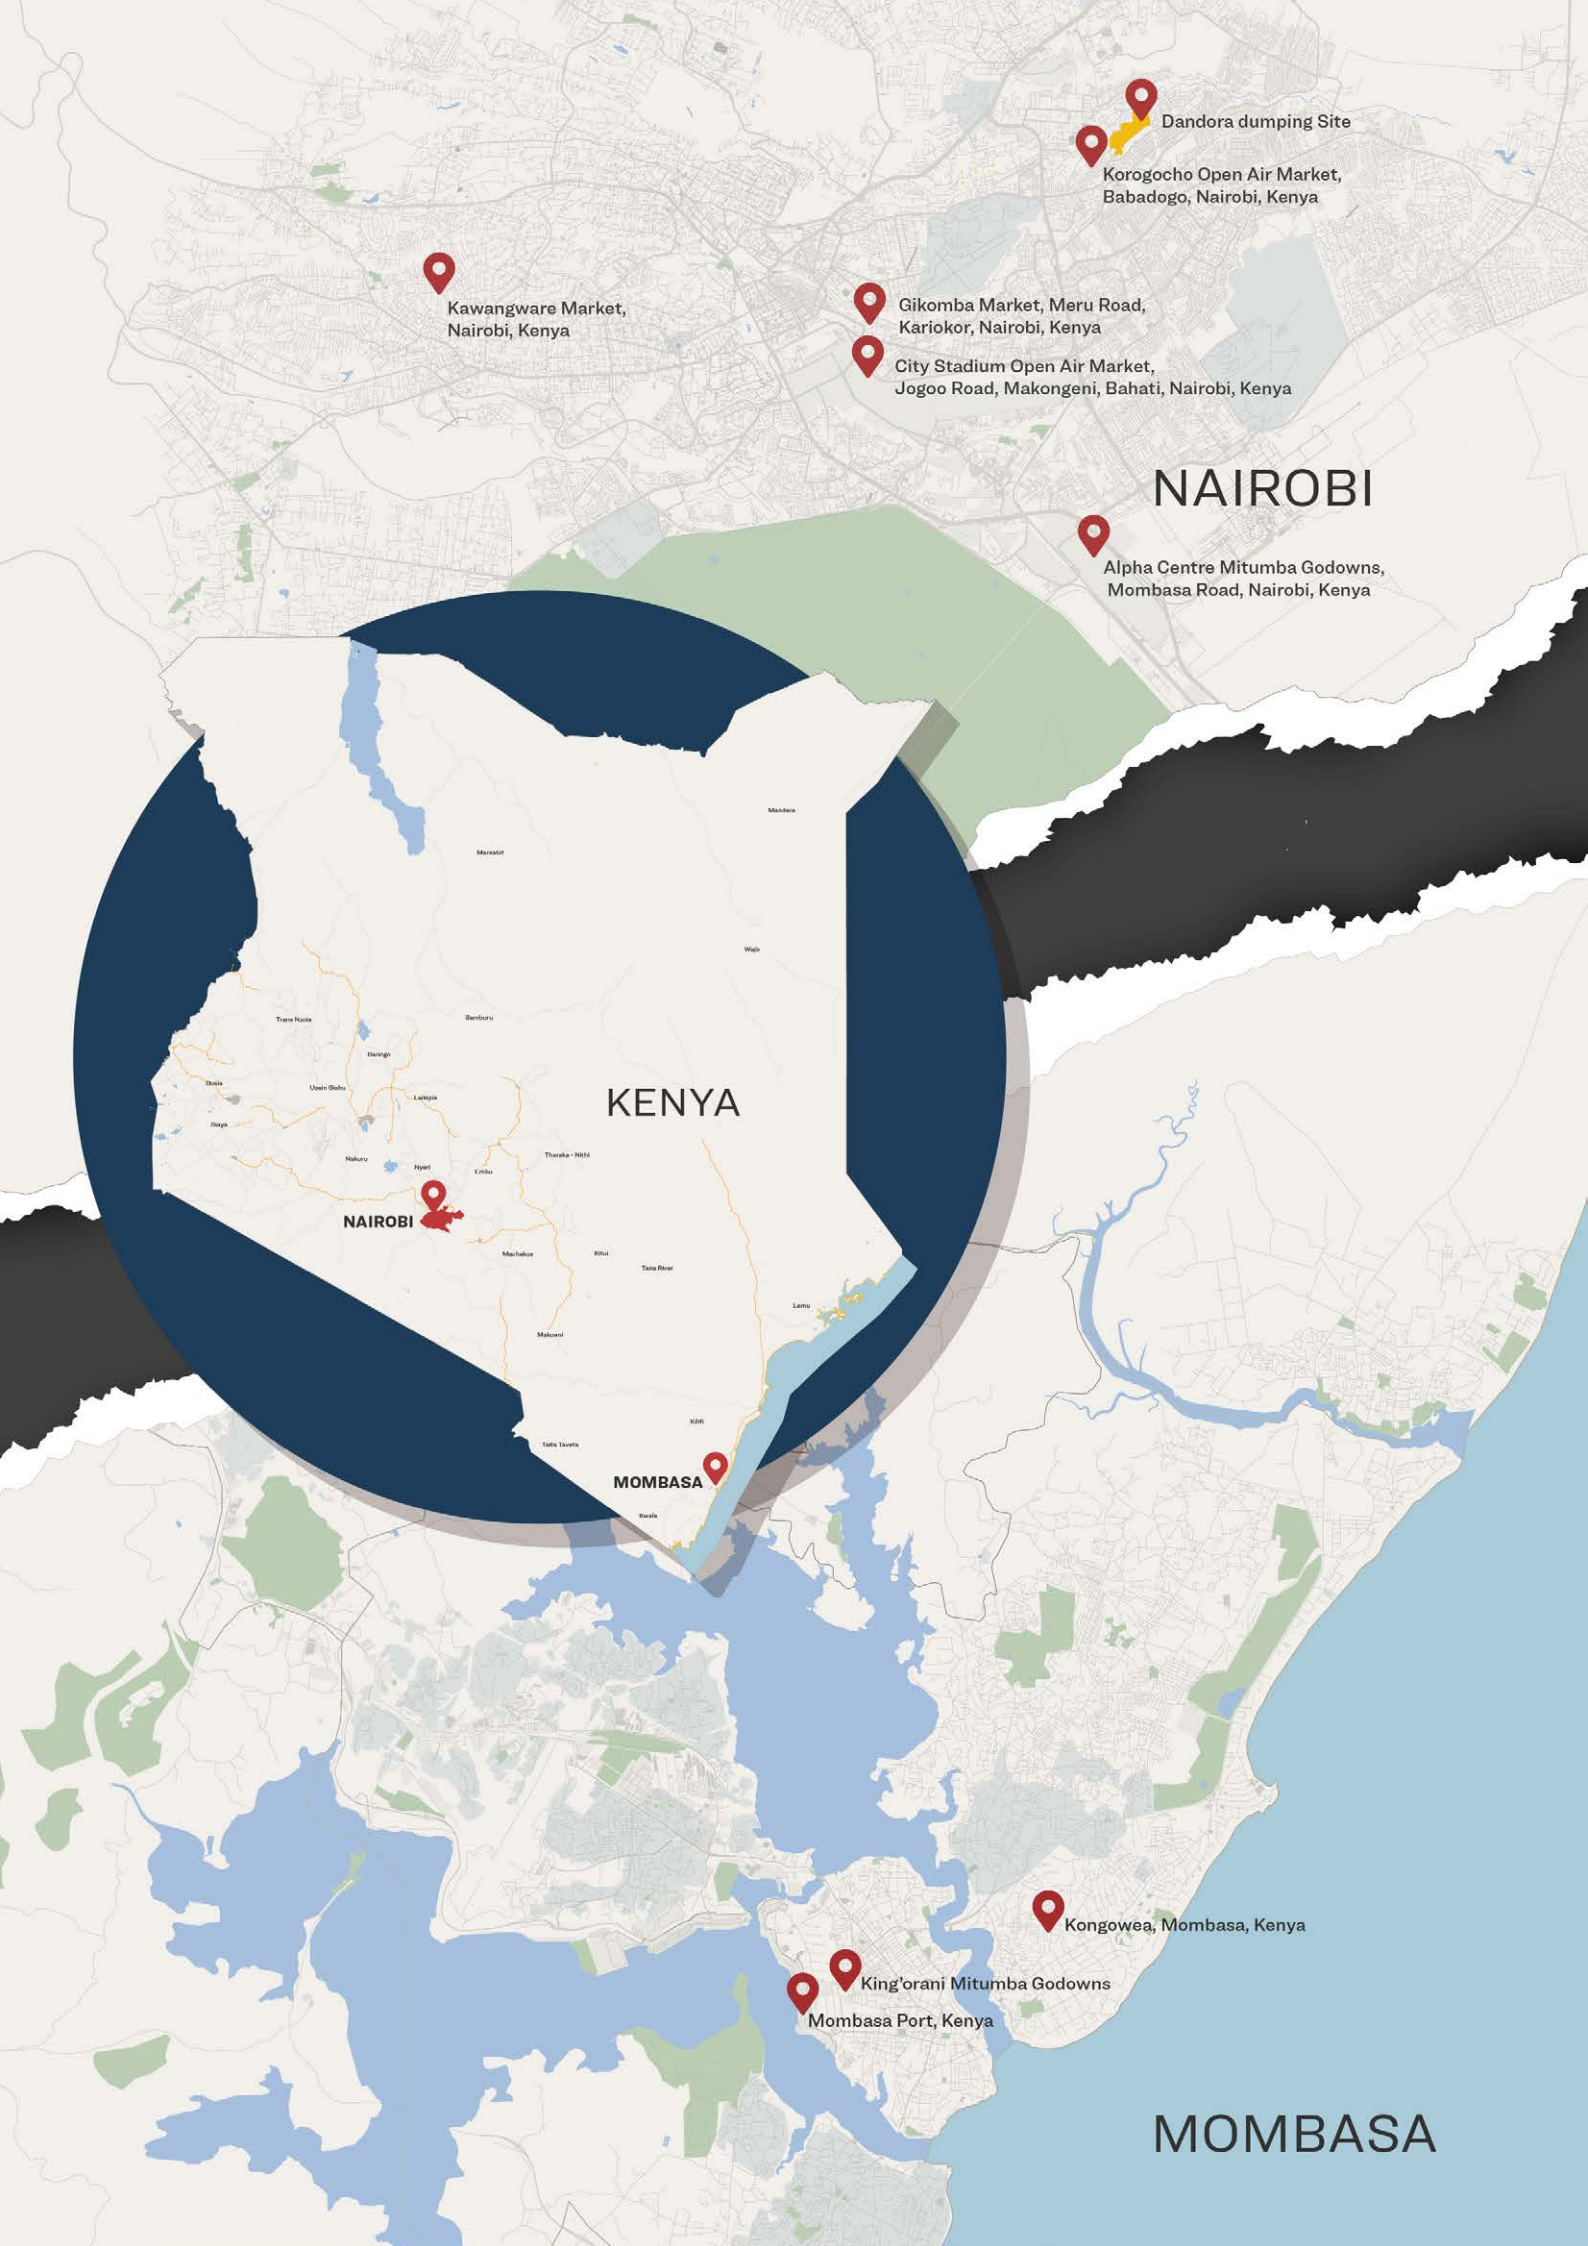 Dandora dumping Site
Korogocho Open Air Market,
Babadogo, Nairobi, Kenya
Kawangware Market,
Nairobi, Kenya
Gikomba Market, Meru Road,
Kariokor, Nairobi, Kenya
City Stadium Open Air Market,
Jogoo Road, Makongeni, Bahati, Nairobi, Kenya
NAIROBI
Alpha Centre Mitumba Godowns,
Mombasa Road, Nairobi, Kenya
Mandera
Marsabit
Wajir
Trans Nzoia
Samburu
Baringo
Busia
Uasin Gishu
Laikipia
KENYA
Siaya
Nakuru
Nyeri
Embu
Tharaka - Nithi
NAIROBI
Machakos
Kitui
Tana River
Lamu
Makueni
Kilifi
Taita Taveta
MOMBASA
Kwale
Kongowea, Mombasa, Kenya
King'orani Mitumba Godowns
Mombasa Port, Kenya
MOMBASA